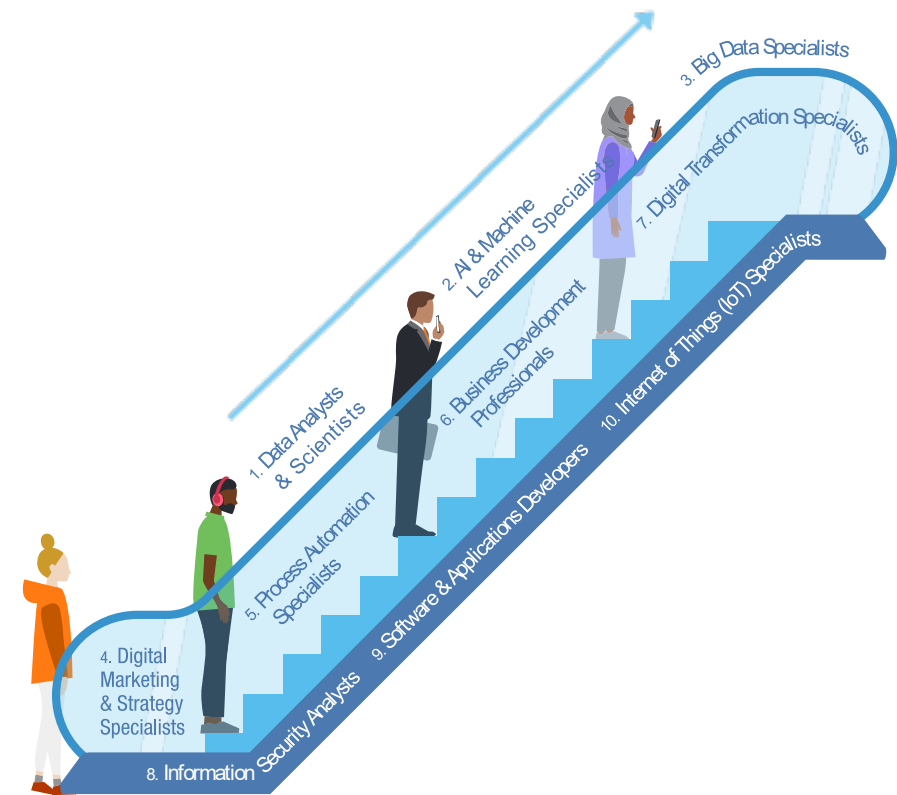 1. Data Analysts
& Scientists
2. AI & Machine
Learning Specialists
3. Big Data Specialists
4. Digital
Marketing
& Strategy
Specialists
5. Process Automation
Specialists
6. Business Development
Professionals
7. Digital Transformation Specialists
8. Information Security Analysts
9. Software & Applications Developers
10. Internet of Things (IoT) Specialists